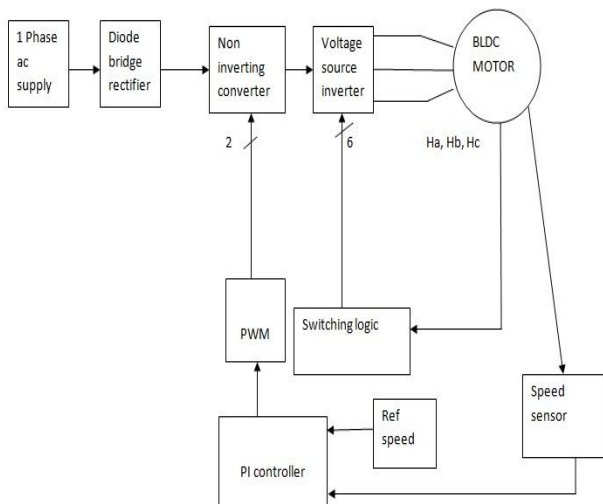 1 Phase
ac
supply
Diode
bridge
rectifier
Non
inverting
converter
Voltage
source
inverter
BLDC
MOTOR
2
6
Ha, Hb, Hc
PWM
Switching logic
Ref
speed
Speed
sensor
PI controller